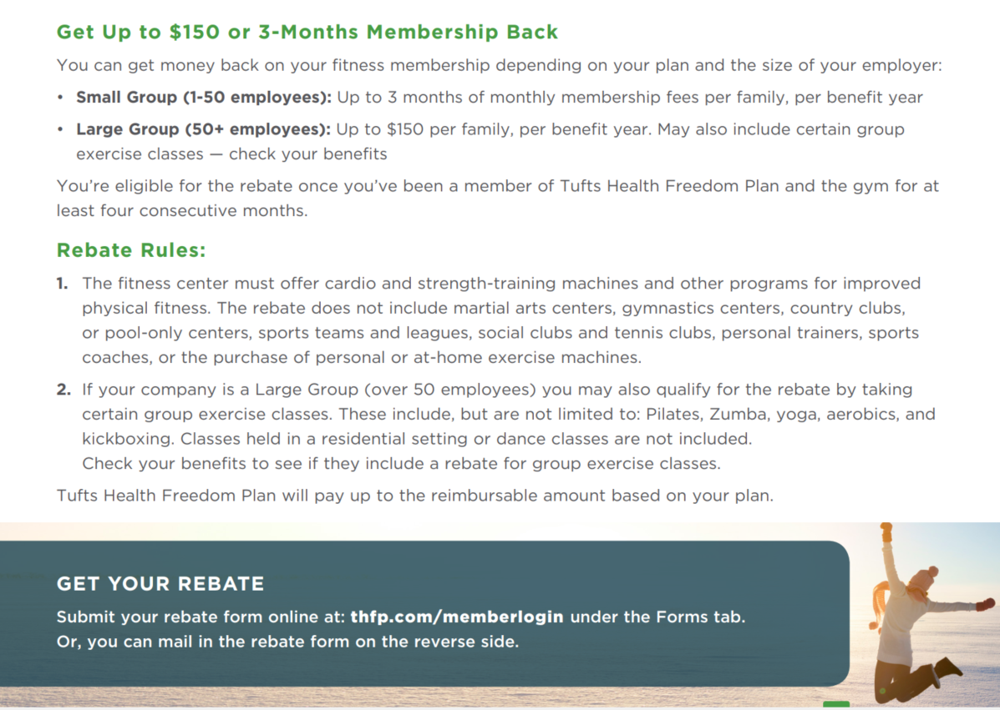 Get Up to $150 or 3-Months Membership Back
You can get money back on your fitness membership depending on your plan and the size of your employer:
• Small Group (1-50 employees): Up to 3 months of monthly membership fees per family, per benefit year
• Large Group (50+ employees): Up to $150 per family, per benefit year. May also include certain group
exercise classes — check your benefits
You’re eligible for the rebate once you’ve been a member of Tufts Health Freedom Plan and the gym for at
least four consecutive months.
Rebate Rules:
1. The fitness center must offer cardio and strength-training machines and other programs for improved
physical fitness. The rebate does not include martial arts centers, gymnastics centers, country clubs,
or pool-only centers, sports teams and leagues, social clubs and tennis clubs, personal trainers, sports
coaches, or the purchase of personal or at-home exercise machines.
2. If your company is a Large Group (over 50 employees) you may also qualify for the rebate by taking
certain group exercise classes. These include, but are not limited to: Pilates, Zumba, yoga, aerobics, and
kickboxing. Classes held in a residential setting or dance classes are not included.
Check your benefits to see if they include a rebate for group exercise classes.
Tufts Health Freedom Plan will pay up to the reimbursable amount based on your plan.
GET YOUR REBATE
Submit your rebate form online at: thfp.com/memberlogin under the Forms tab.
Or, you can mail in the rebate form on the reverse side.